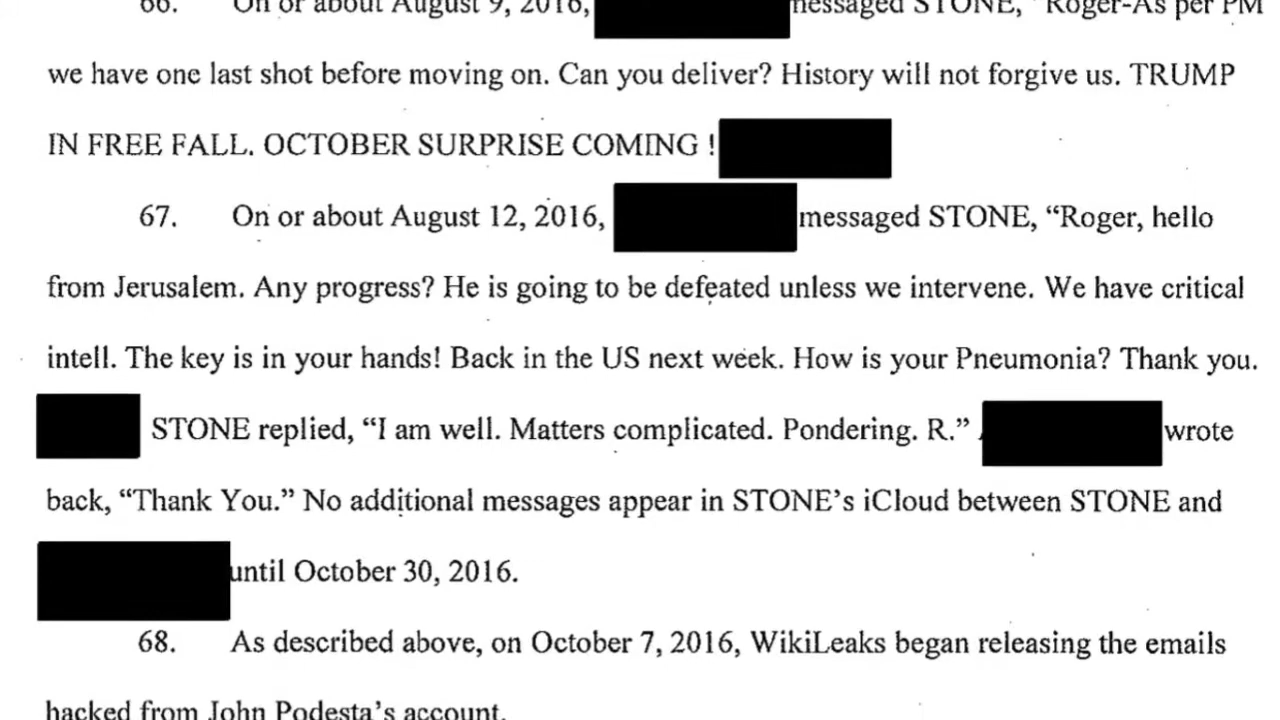 66. On or about August 9, 2016, messaged STONE, "Roger-As per PM
we have one last shot before moving on. Can you deliver? History will not forgive us. TRUMP
IN FREE FALL. OCTOBER SURPRISE COMING !
67. On or about August 12, 2016, messaged STONE, “Roger, hello
from Jerusalem. Any progress? He is going to be defeated unless we intervene. We have critical
intell. The key is in your hands! Back in the US next week. How is your Pneumonia? Thank you.
STONE replied, “I am well. Matters complicated. Pondering. R.” wrote
back, “Thank You.” No additional messages appear in STONE’s iCloud between STONE and
until October 30, 2016.
68. As described above, on October 7, 2016, WikiLeaks began releasing the emails
hacked from John Podesta’s account.